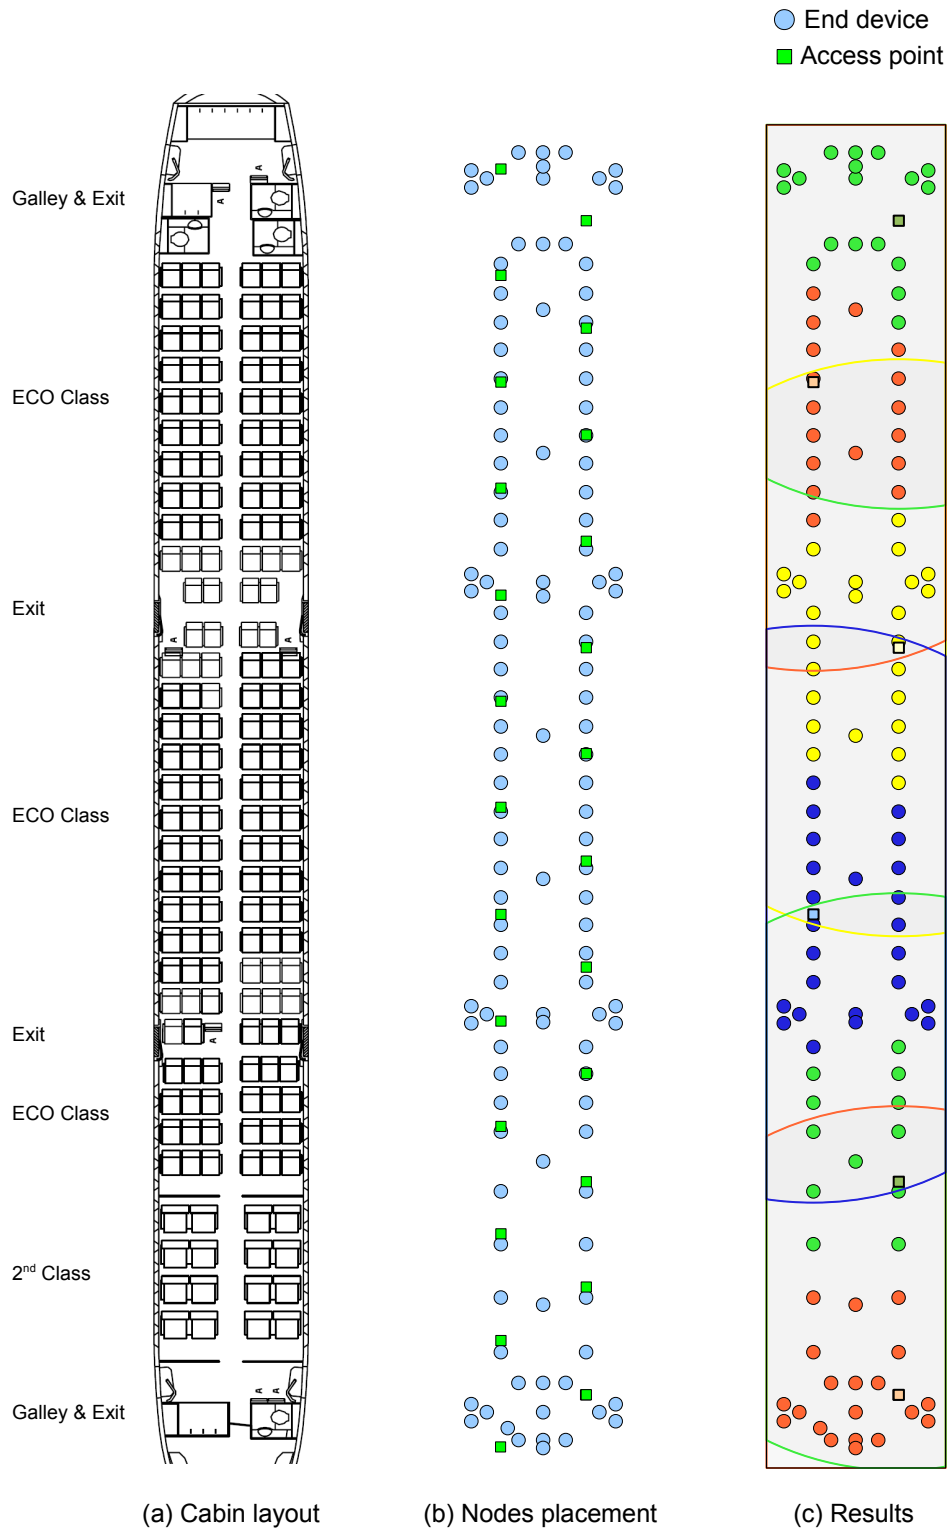 End device
Access point
Galley & Exit
ECO Class
Exit
ECO Class
Exit
ECO Class
2nd Class
Galley & Exit
A
A
A
A
A
A A
(a) Cabin layout
(b) Nodes placement
(c) Results